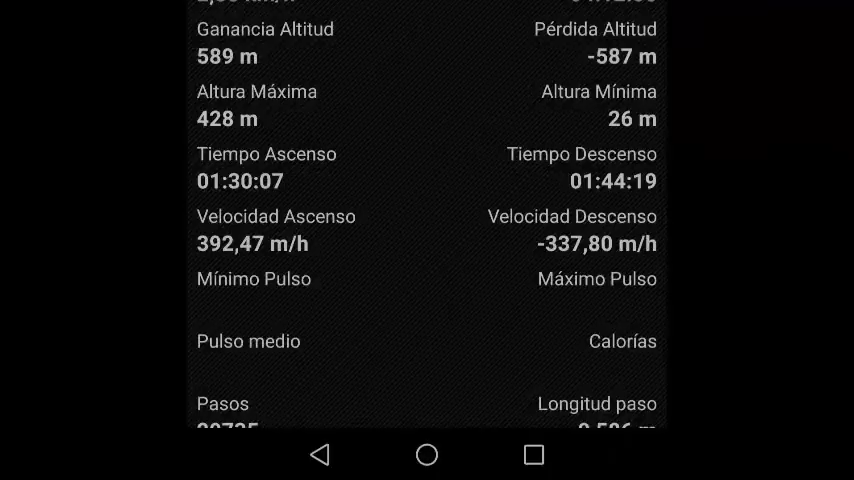 Ganancia Altitud Pérdida Altitud
589 m -587 m
Altura Máxima Altura Mínima
428 m 26 m
Tiempo Ascenso Tiempo Descenso
01:30:07 01:44:19
Velocidad Ascenso Velocidad Descenso
392,47 m/h -337,80 m/h
Mínimo Pulso Máximo Pulso
Pulso medio Calorías
Pasos Longitud paso